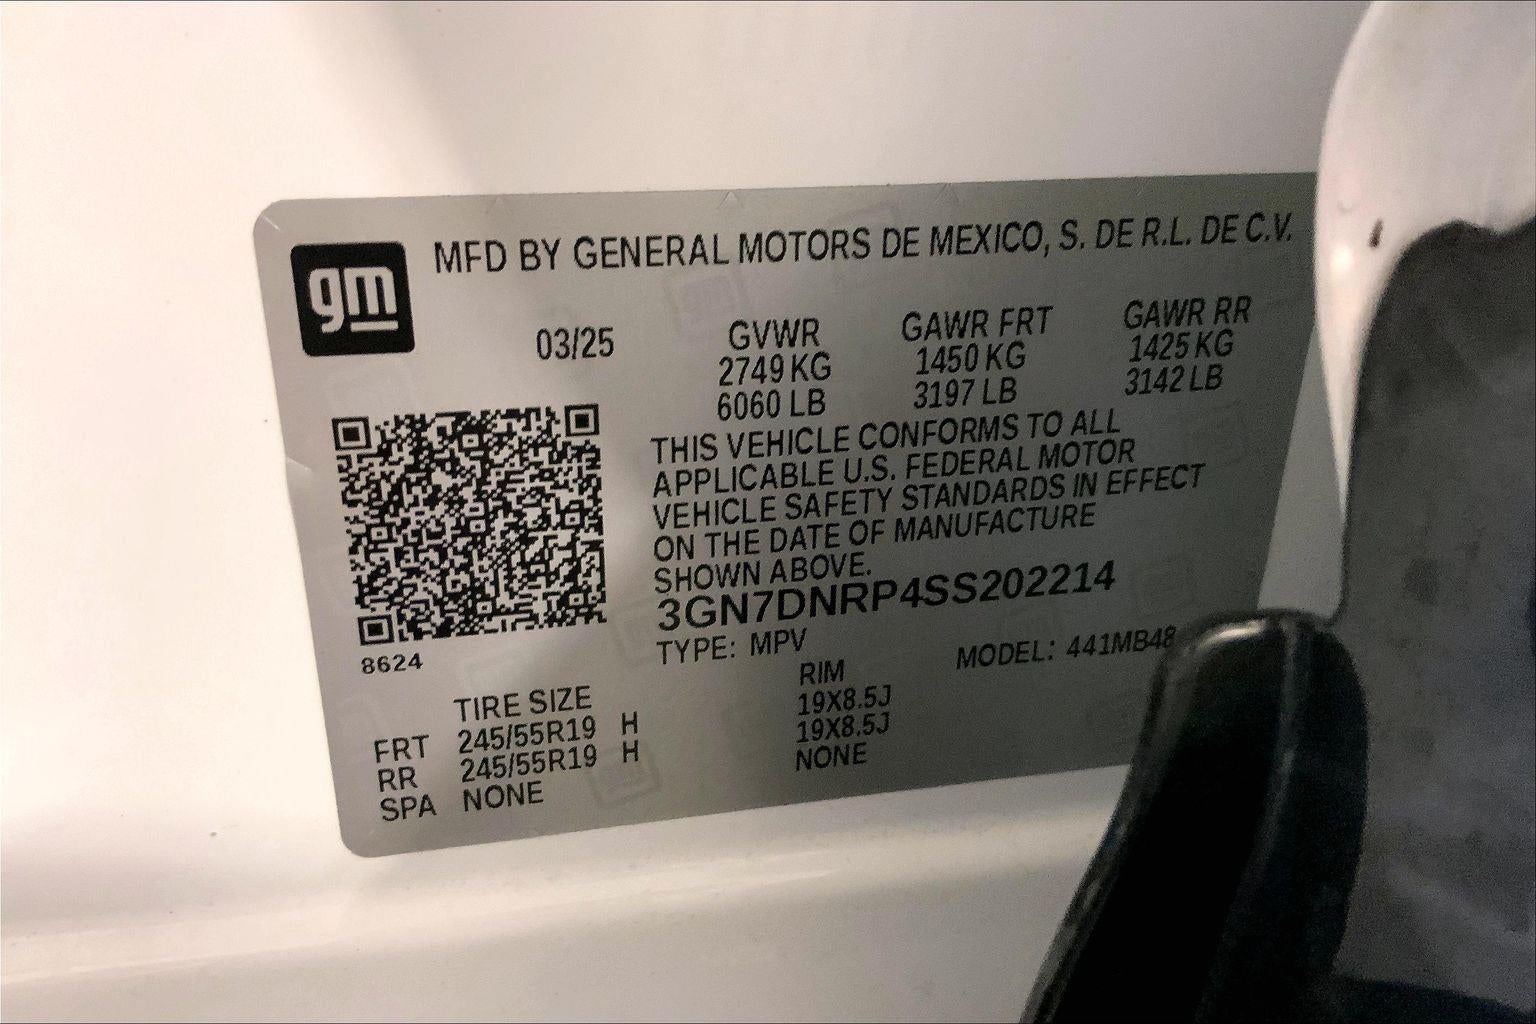 gm
MFD BY GENERAL MOTORS DE MEXICO, S. DE R.L. DE C.V.
03/25 GVWR GAWR FRT GAWR RR
2749 KG 1450 KG 1425 KG
6060 LB 3197 LB 3142 LB
THIS VEHICLE CONFORMS TO ALL
APPLICABLE U.S. FEDERAL MOTOR
VEHICLE SAFETY STANDARDS IN EFFECT
ON THE DATE OF MANUFACTURE
SHOWN ABOVE.
3GN7DNRP4SS202214
8624
TYPE: MPV MODEL: 441MB48
TIRE SIZE RIM
FRT 245/55R19 H 19X8.5J
RR 245/55R19 H 19X8.5J
SPA NONE NONE